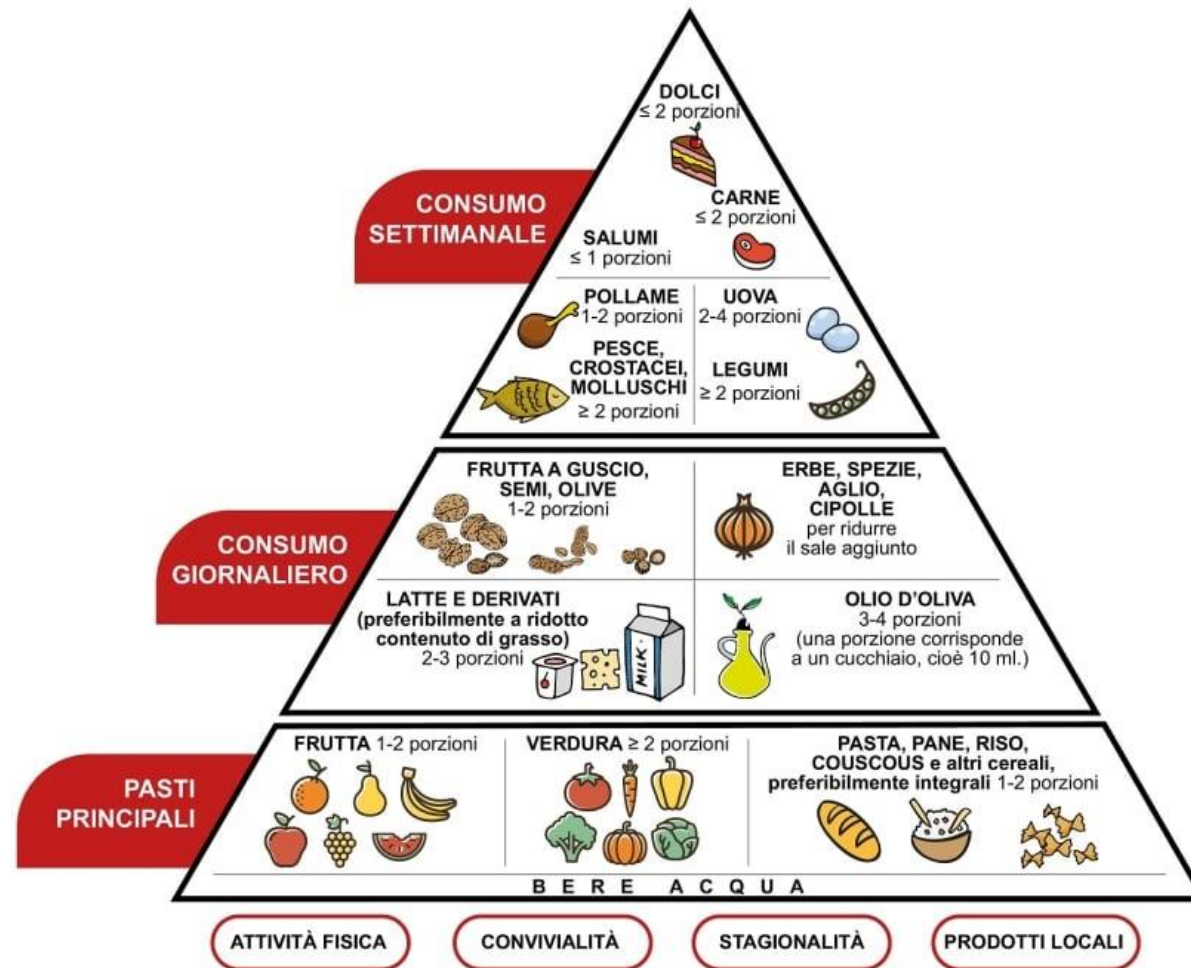 DOLCI
≤ 2 porzioni
CONSUMO
SETTIMANALE
CARNE
≤ 2 porzioni
SALUMI
≤ 1 porzioni
POLLAME
1-2 porzioni
UOVA
2-4 porzioni
PESCE,
CROSTACEI,
MOLLUSCHI
≥ 2 porzioni
LEGUMI
≥ 2 porzioni
CONSUMO
GIORNALIERO
FRUTTA A GUSCIO,
SEMI, OLIVE
1-2 porzioni
ERBE, SPEZIE,
AGLIO,
CIPOLLE
per ridurre
il sale aggiunto
LATTE E DERIVATI
(preferibilmente a ridotto
contenuto di grasso)
2-3 porzioni
MILK
OLIO D'OLIVA
3-4 porzioni
(una porzione corrisponde
a un cucchiaio, cioè 10 ml.)
PASTI
PRINCIPALI
FRUTTA 1-2 porzioni
VERDURA ≥ 2 porzioni
PASTA, PANE, RISO,
COUSCOUS e altri cereali,
preferibilmente integrali 1-2 porzioni
BERE ACQUA
ATTIVITÀ FISICA
CONVIVIALITÀ
STAGIONALITÀ
PRODOTTI LOCALI